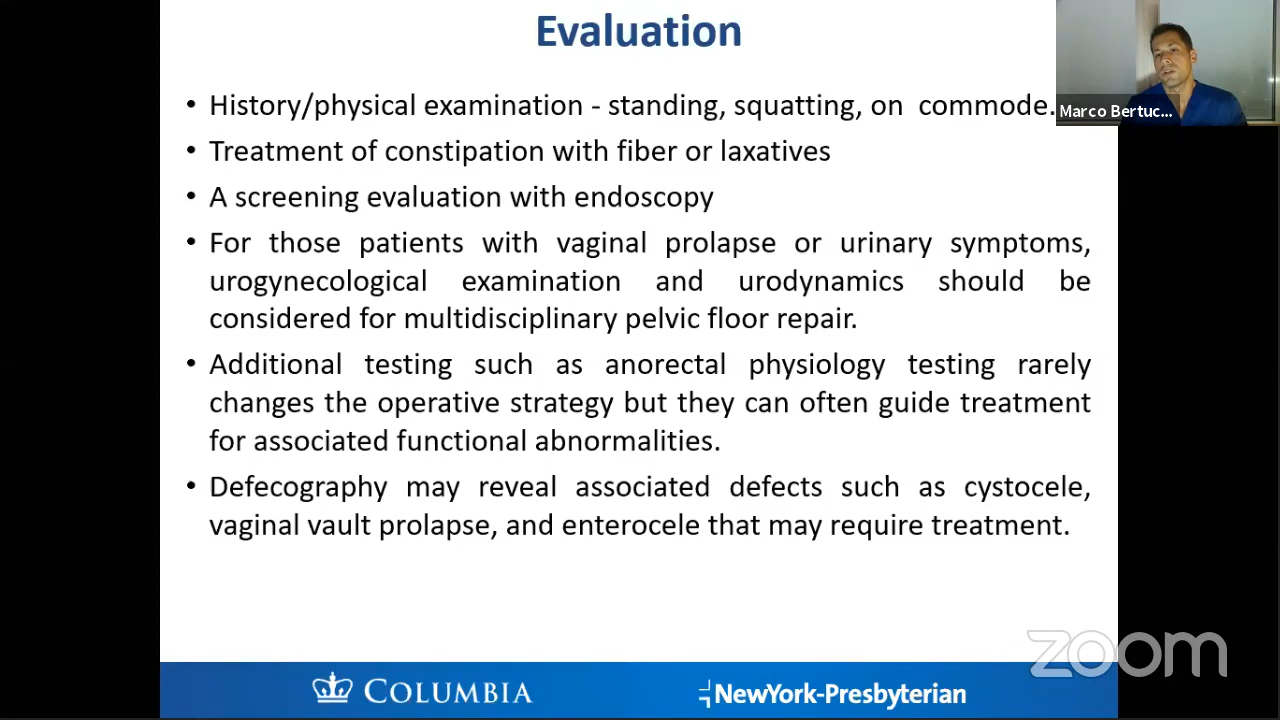 Evaluation
• History/physical examination - standing, squatting, on commode.
Marco Bertuc...
• Treatment of constipation with fiber or laxatives
• A screening evaluation with endoscopy
• For those patients with vaginal prolapse or urinary symptoms,
urogynecological examination and urodynamics should be
considered for multidisciplinary pelvic floor repair.
• Additional testing such as anorectal physiology testing rarely
changes the operative strategy but they can often guide treatment
for associated functional abnormalities.
• Defecography may reveal associated defects such as cystocele,
vaginal vault prolapse, and enterocele that may require treatment.
zoom
COLUMBIA
NewYork-Presbyterian